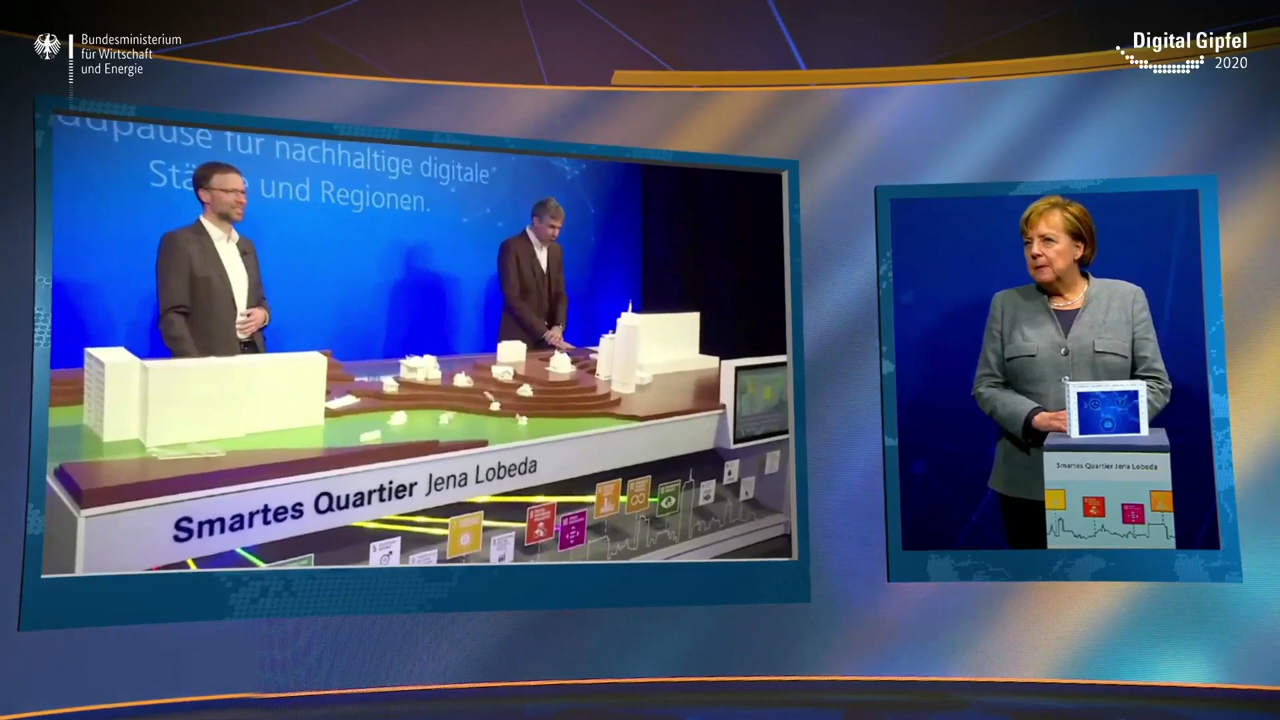 Bundesministerium
für Wirtschaft
und Energie
Digital Gipfel
2020
für nachhaltige digitale
und Regionen.
Smartes Quartier Jena Lobeda
Smartes Quartier Jena Lobeda